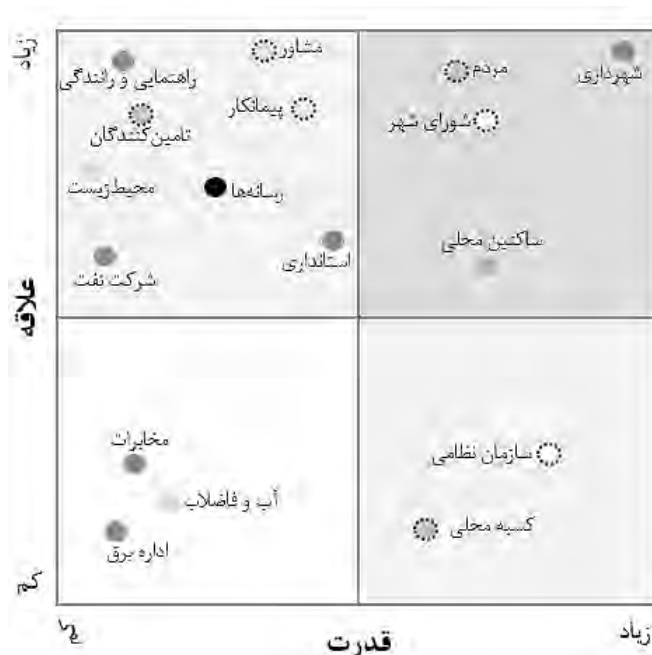 زیاد
مشاور
مردم
شهرداری
راهنمایی و رانندگی
پیمانکار
شورای شهر
تامین‌کنندگان
محیط‌زیست
رسانه‌ها
ساکتین محلی
استانداری
شرکت نفت
علاقه
مخابرات
سازمان نظامی
آب و فاضلاب
کسبه محلی
اداره برق
کم
کم
قدرت
زیاد